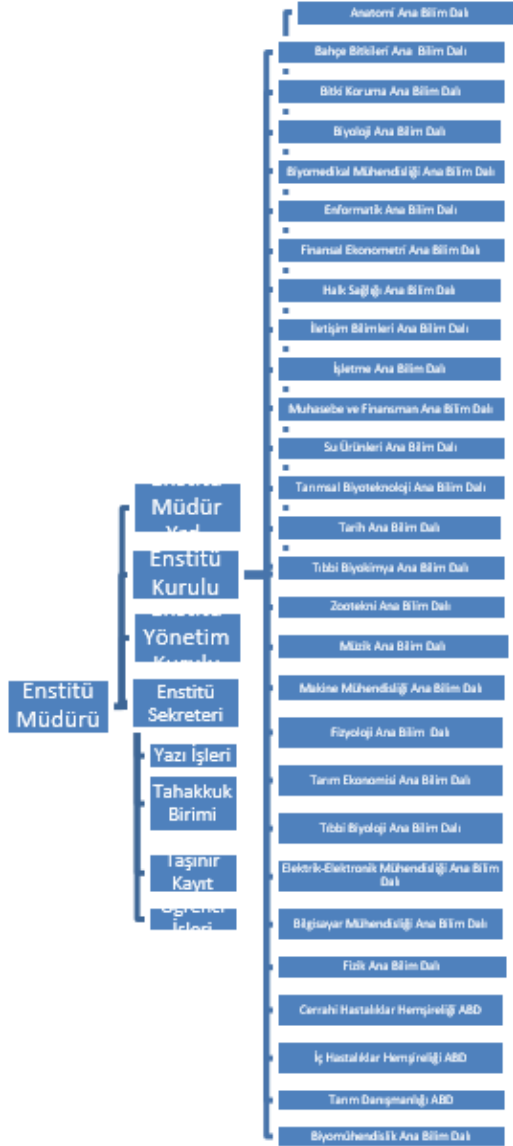 Anatomi Ana Bilim Dalı
Bahçe Bitkileri Ana Bilim Dalı
Bitki Koruma Ana Bilim Dalı
Biyoloji Ana Bilim Dalı
Biyomedikal Mühendisliği Ana Bilim Dalı
Enformatik Ana Bilim Dalı
Finansal Ekonometri Ana Bilim Dalı
Halk Sağlığı Ana Bilim Dalı
İletişim Bilimleri Ana Bilim Dalı
İşletme Ana Bilim Dalı
Muhasebe ve Finansman Ana Bilim Dalı
Su Ürünleri Ana Bilim Dalı
Tarımsal Biyoteknoloji Ana Bilim Dalı
Tarih Ana Bilim Dalı
Tıbbi Biyokimya Ana Bilim Dalı
Zootekni Ana Bilim Dalı
Müzik Ana Bilim Dalı
Makine Mühendisliği Ana Bilim Dalı
Fizyoloji Ana Bilim Dalı
Tarım Ekonomisi Ana Bilim Dalı
Tıbbi Biyoloji Ana Bilim Dalı
Elektrik-Elektronik Mühendisliği Ana Bilim
Dalı
Bilgisayar Mühendisliği Ana Bilim Dalı
Fizik Ana Bilim Dalı
Cerrahi Hastalıklar Hemşireliği ABD
İç Hastalıklar Hemşireliği ABD
Tarım Danışmanlığı ABD
Biyomühendislik Ana Bilim Dalı
Enstitü
Müdür
Enstitü
Kurulu
Enstitü
Yönetim
Kurulu
Enstitü
Müdürü
Enstitü
Sekreteri
Yazı İşleri
Tahakkuk
Birimi
Taşınır
Kayıt
Öğrenci
İşleri